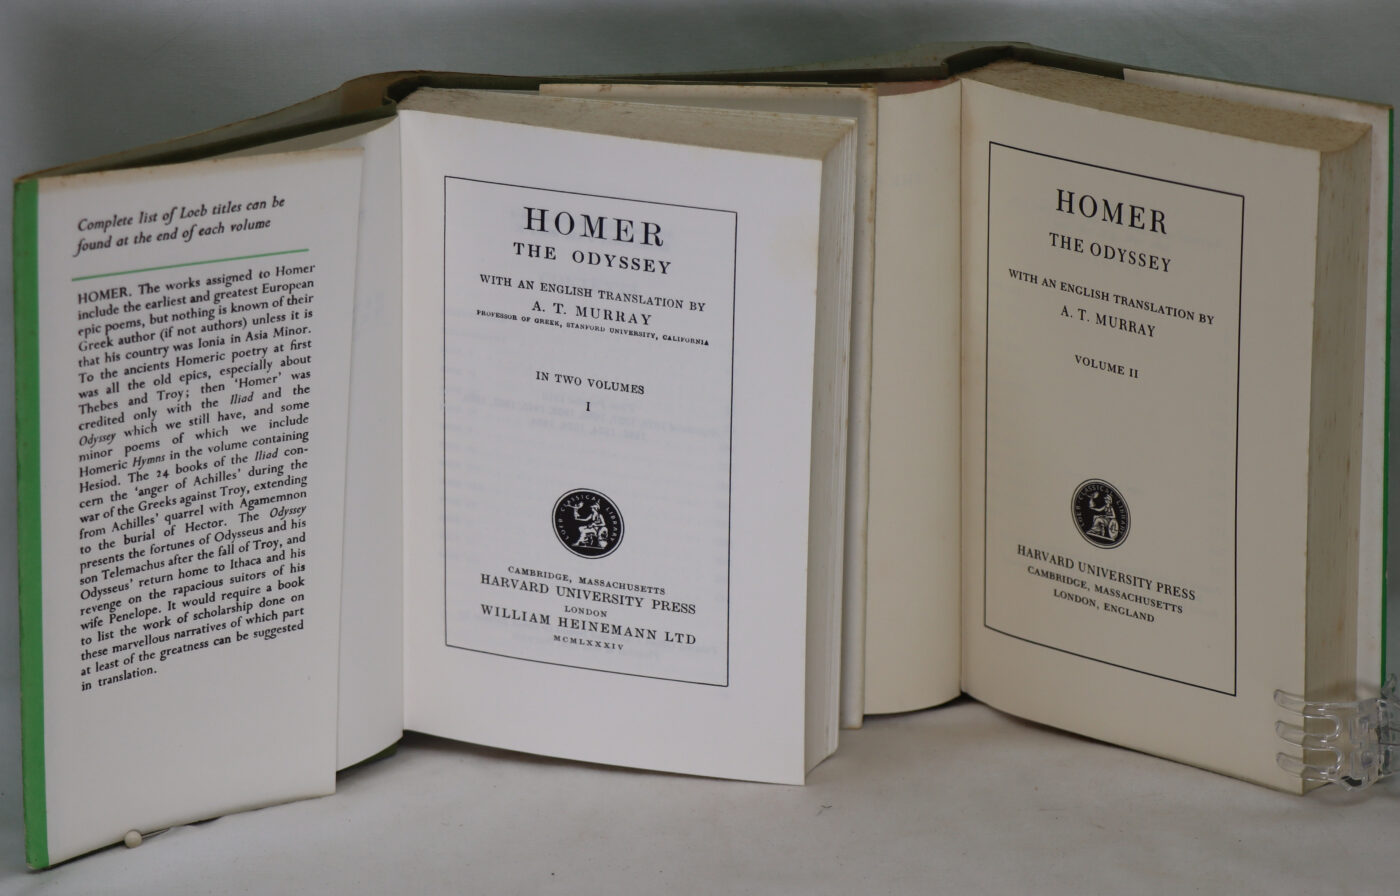 Complete list of Loeb titles can be
found at the end of each volume
HOMER. The works assigned to Homer
include the earliest and greatest European
epic poems, but nothing is known of their
Greek author (if not authors) unless it is
that his country was Ionia in Asia Minor.
To the ancients Homeric poetry at first
was all the old epics, especially about
Thebes and Troy; then 'Homer' was
credited only with the Iliad and the
Odyssey which we still have, and some
minor poems of which we include
Homeric Hymns in the volume containing
Hesiod. The 24 books of the Iliad con-
cern the 'anger of Achilles' during the
war of the Greeks against Troy, extending
from Achilles' quarrel with Agamemnon
to the burial of Hector. The Odyssey
presents the fortunes of Odysseus and his
son Telemachus after the fall of Troy, and
Odysseus' return home to Ithaca and his
revenge on the rapacious suitors of his
wife Penelope. It would require a book
to list the work of scholarship done on
these marvellous narratives of which part
at least of the greatness can be suggested
in translation.
HOMER
THE ODYSSEY
WITH AN ENGLISH TRANSLATION BY
A. T. MURRAY
PROFESSOR OF GREEK, STANFORD UNIVERSITY, CALIFORNIA
IN TWO VOLUMES
I
LOEB CLASSICAL LIBRARY
CAMBRIDGE, MASSACHUSETTS
HARVARD UNIVERSITY PRESS
LONDON
WILLIAM HEINEMANN LTD
MCMLXXXIV
HOMER
THE ODYSSEY
WITH AN ENGLISH TRANSLATION BY
A. T. MURRAY
VOLUME II
LOEB CLASSICAL LIBRARY
HARVARD UNIVERSITY PRESS
CAMBRIDGE, MASSACHUSETTS
LONDON, ENGLAND